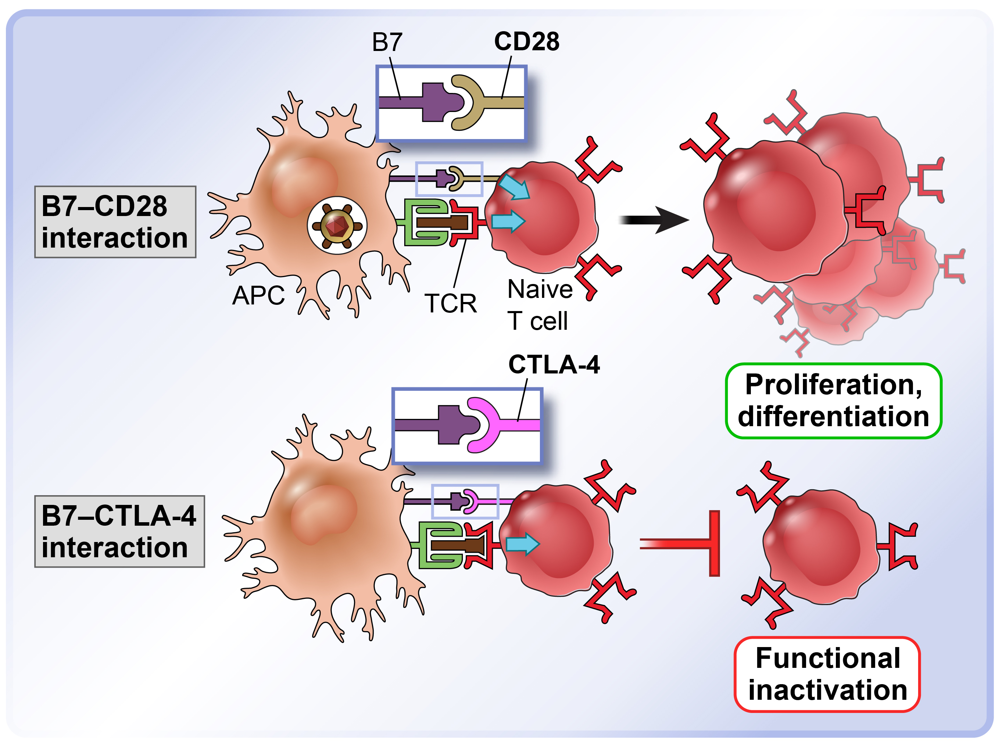 B7
CD28
B7–CD28
interaction
APC
TCR
Naive
T cell
CTLA-4
Proliferation,
differentiation
B7–CTLA-4
interaction
Functional
inactivation